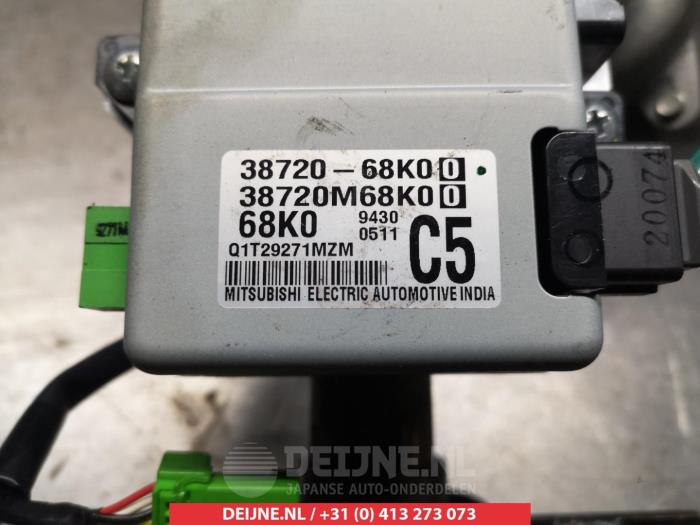 38720-68K00
38720M68K00
68K0 9430 0511 C5
Q1T29271MZM
MITSUBISHI ELECTRIC AUTOMOTIVE INDIA
20074
9271M
DEIJNE.NL
JAPANSE AUTO-ONDERDELEN
DEIJNE.NL / +31 (0) 413 273 073